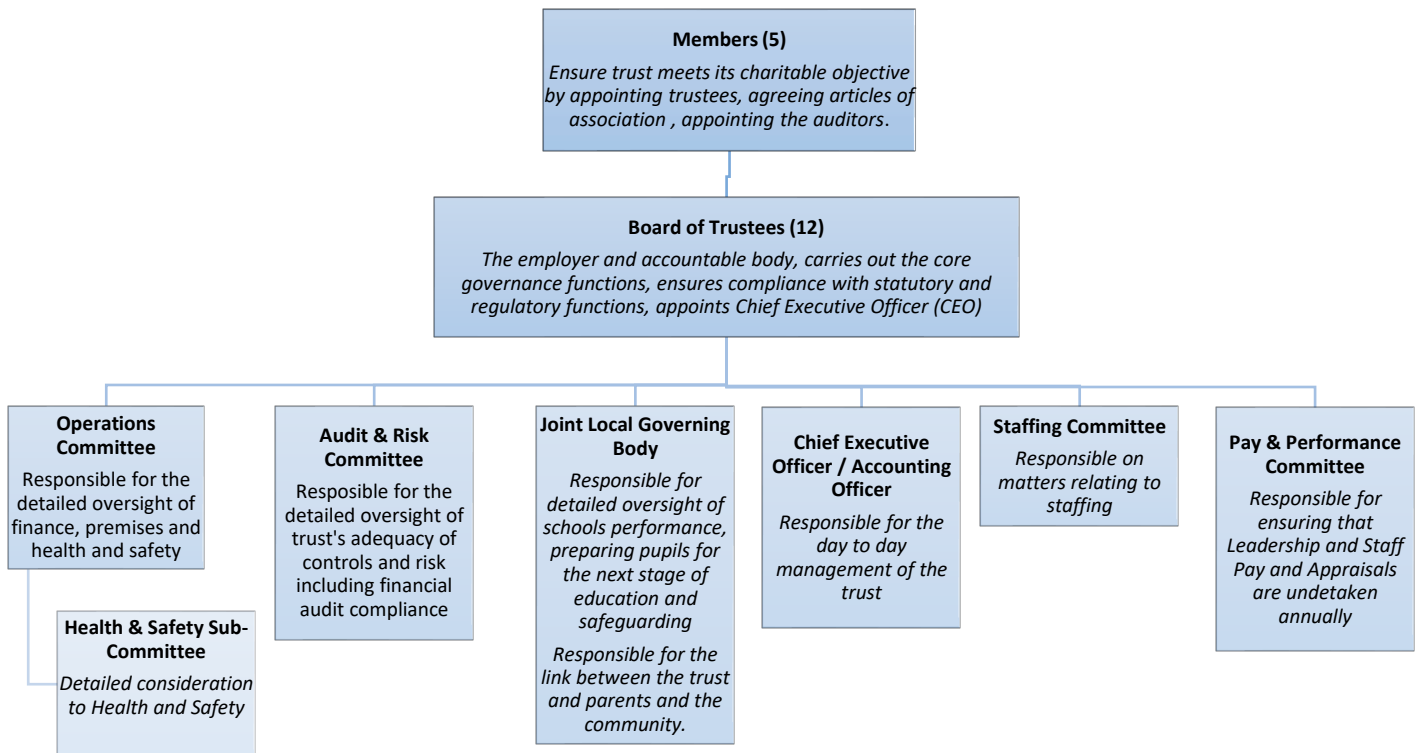 Members (5)
Ensure trust meets its charitable objective
by appointing trustees, agreeing articles of
association , appointing the auditors.
Board of Trustees (12)
The employer and accountable body, carries out the core
governance functions, ensures compliance with statutory and
regulatory functions, appoints Chief Executive Officer (CEO)
Operations
Committee
Responsible for the
detailed oversight of
finance, premises and
health and safety
Health & Safety Sub-
Committee
Detailed consideration
to Health and Safety
Audit & Risk
Committee
Resposible for the
detailed oversight of
trust's adequacy of
controls and risk
including financial
audit compliance
Joint Local Governing
Body
Responsible for
detailed oversight of
schools performance,
preparing pupils for
the next stage of
education and
safeguarding
Responsible for the
link between the trust
and parents and the
community.
Chief Executive
Officer / Accounting
Officer
Responsible for the
day to day
management of the
trust
Staffing Committee
Responsible on
matters relating to
staffing
Pay & Performance
Committee
Responsible for
ensuring that
Leadership and Staff
Pay and Appraisals
are undetaken
annually